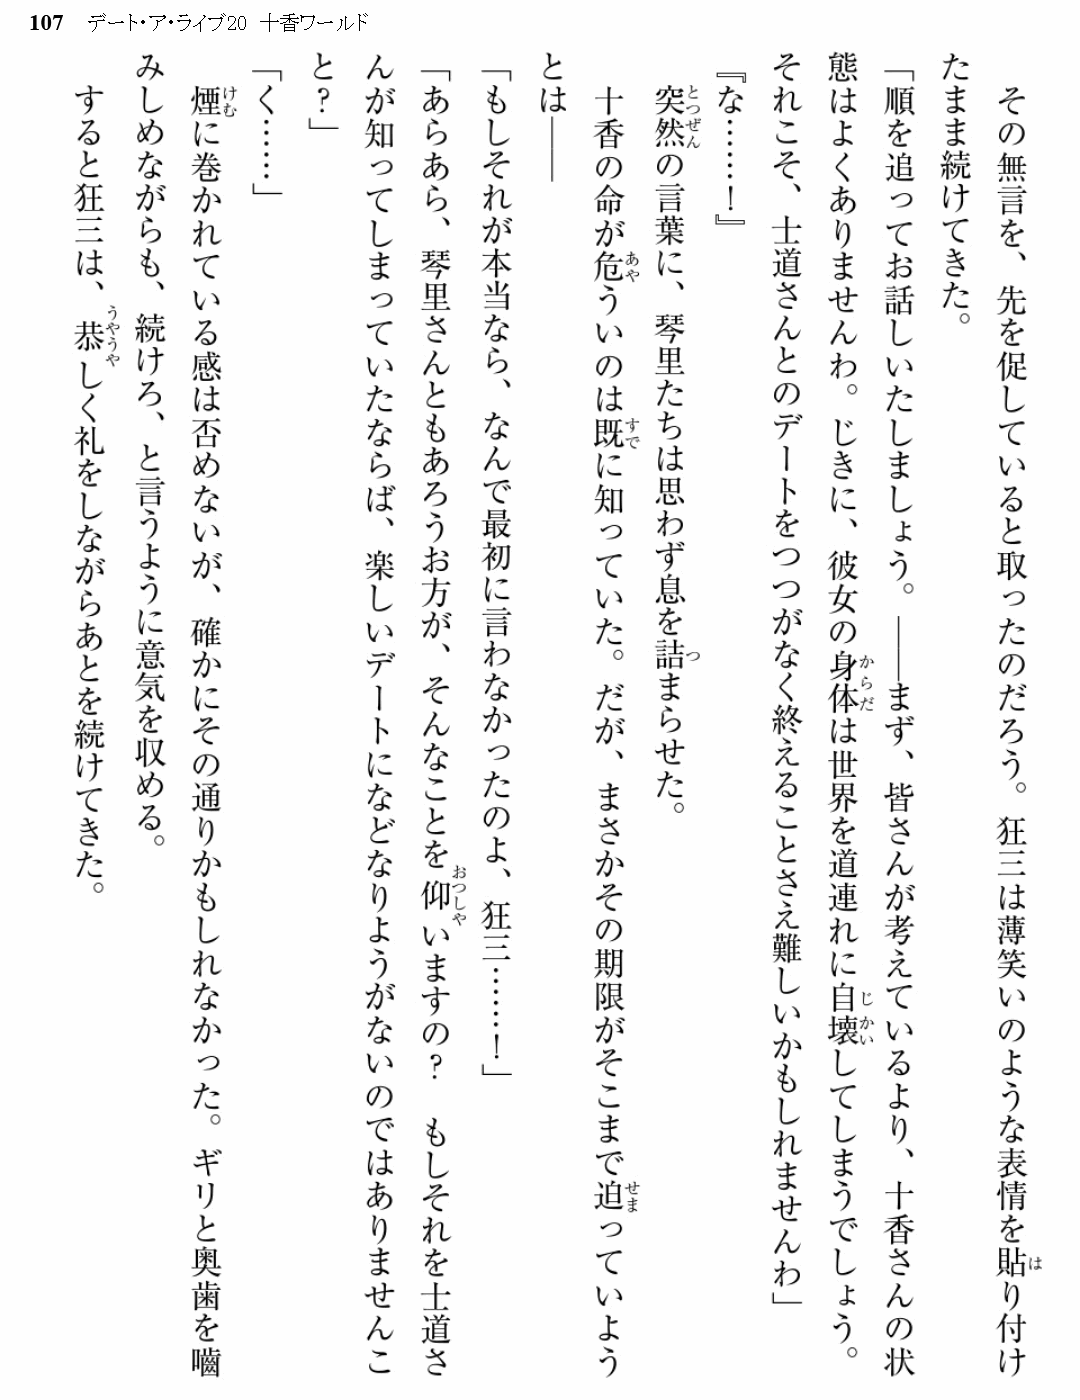 107 デート・ア・ライブ20 十香ワールド
　その無言を、先を促していると取ったのだろう。狂三は薄笑いのような表情を貼り付け
たまま続けてきた。
「順を追ってお話しいたしましょう。――まず、皆さんが考えているより、十香さんの状
態はよくありませんわ。じきに、彼女の身体は世界を道連れに自壊してしまうでしょう。
それこそ、士道さんとのデートをつつがなく終えることさえ難しいかもしれませんわ」
『な……！』
　突然の言葉に、琴里たちは思わず息を詰まらせた。
　十香の命が危ういのは既に知っていた。だが、まさかその期限がそこまで迫っていよう
とは――
「もしそれが本当なら、なんで最初に言わなかったのよ、狂三……！」
「あらあら、琴里さんともあろうお方が、そんなことを仰いますの？　もしそれを士道さ
んが知ってしまっていたならば、楽しいデートになどなりようがないのではありませんこ
と？」
「く……」
　煙に巻かれている感は否めないが、確かにその通りかもしれなかった。ギリと奥歯を嚙
みしめながらも、続けろ、と言うように意気を収める。
　すると狂三は、恭しく礼をしながらあとを続けてきた。